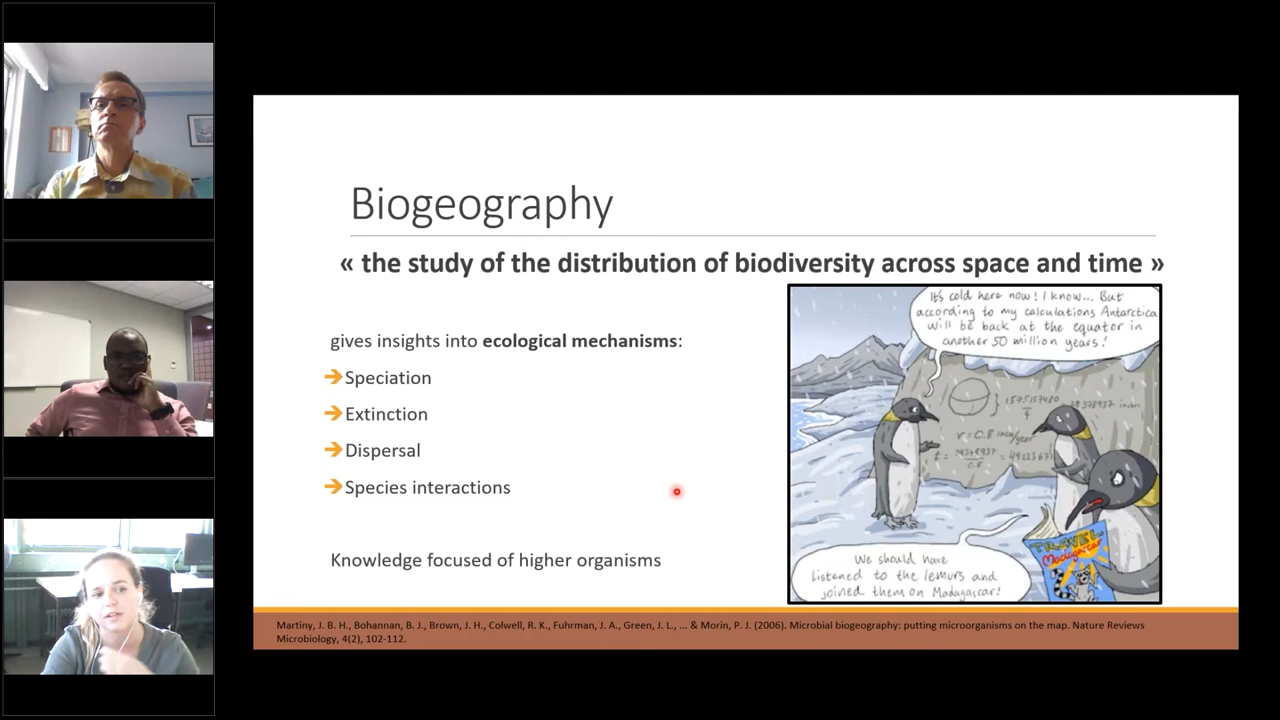 Biogeography
« the study of the distribution of biodiversity across space and time »
It's cold here now! I know... But
according to my calculations Antarctica
will be back at the equator in
another 50 million years!
gives insights into ecological mechanisms:
➔Speciation
➔Extinction
➔Dispersal
➔Species interactions
v = 0.8 inch/year
TRAVEL
Madagascar
We should have
listened to the lemurs and
joined them on Madagascar!
Knowledge focused of higher organisms
Martiny, J. B. H., Bohannan, B. J., Brown, J. H., Colwell, R. K., Fuhrman, J. A., Green, J. L., ... & Morin, P. J. (2006). Microbial biogeography: putting microorganisms on the map. Nature Reviews
Microbiology, 4(2), 102-112.